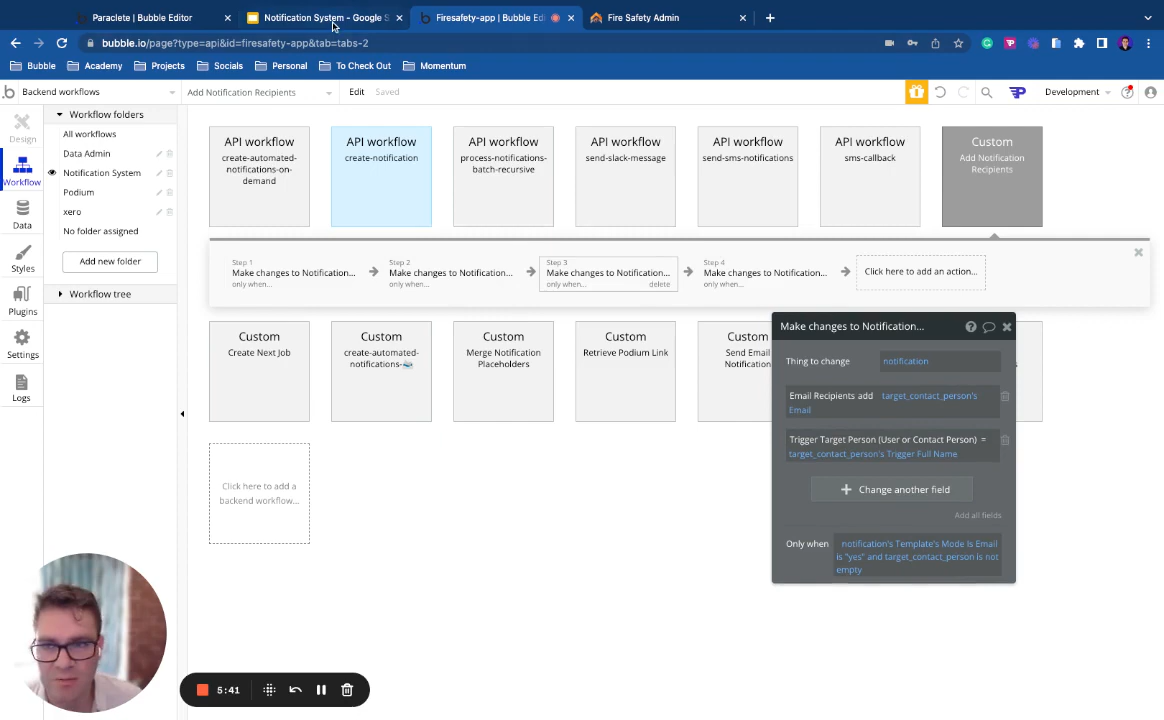 Paraclete | Bubble Editor
Notification System - Google S
Firesafety-app | Bubble Edi
Fire Safety Admin
bubble.io/page?type=api&id=firesafety-app&tab=tabs-2
Bubble
Academy
Projects
Socials
Personal
To Check Out
Momentum
Backend workflows
Add Notification Recipients
Edit
Saved
Development
Design
Workflow
Data
Styles
Plugins
Settings
Logs
Workflow folders
All workflows
Data Admin
Notification System
Podium
xero
No folder assigned
Add new folder
Workflow tree
API workflow
create-automated-
notifications-on-
demand
API workflow
create-notification
API workflow
process-notifications-
batch-recursive
API workflow
send-slack-message
API workflow
send-sms-notifications
API workflow
sms-callback
Custom
Add Notification
Recipients
Step 1
Make changes to Notification...
only when...
Step 2
Make changes to Notification...
only when...
Step 3
Make changes to Notification...
only when...
delete
Step 4
Make changes to Notification...
only when...
Click here to add an action...
Custom
Create Next Job
Custom
create-automated-
notifications-
Custom
Merge Notification
Placeholders
Custom
Retrieve Podium Link
Custom
Send Email
Notification
Click here to add a
backend workflow...
Make changes to Notification...
Thing to change
notification
Email Recipients add target_contact_person's
Email
Trigger Target Person (User or Contact Person) =
target_contact_person's Trigger Full Name
Change another field
Add all fields
Only when notification's Template's Mode Is Email
is "yes" and target_contact_person is not
empty
5:41